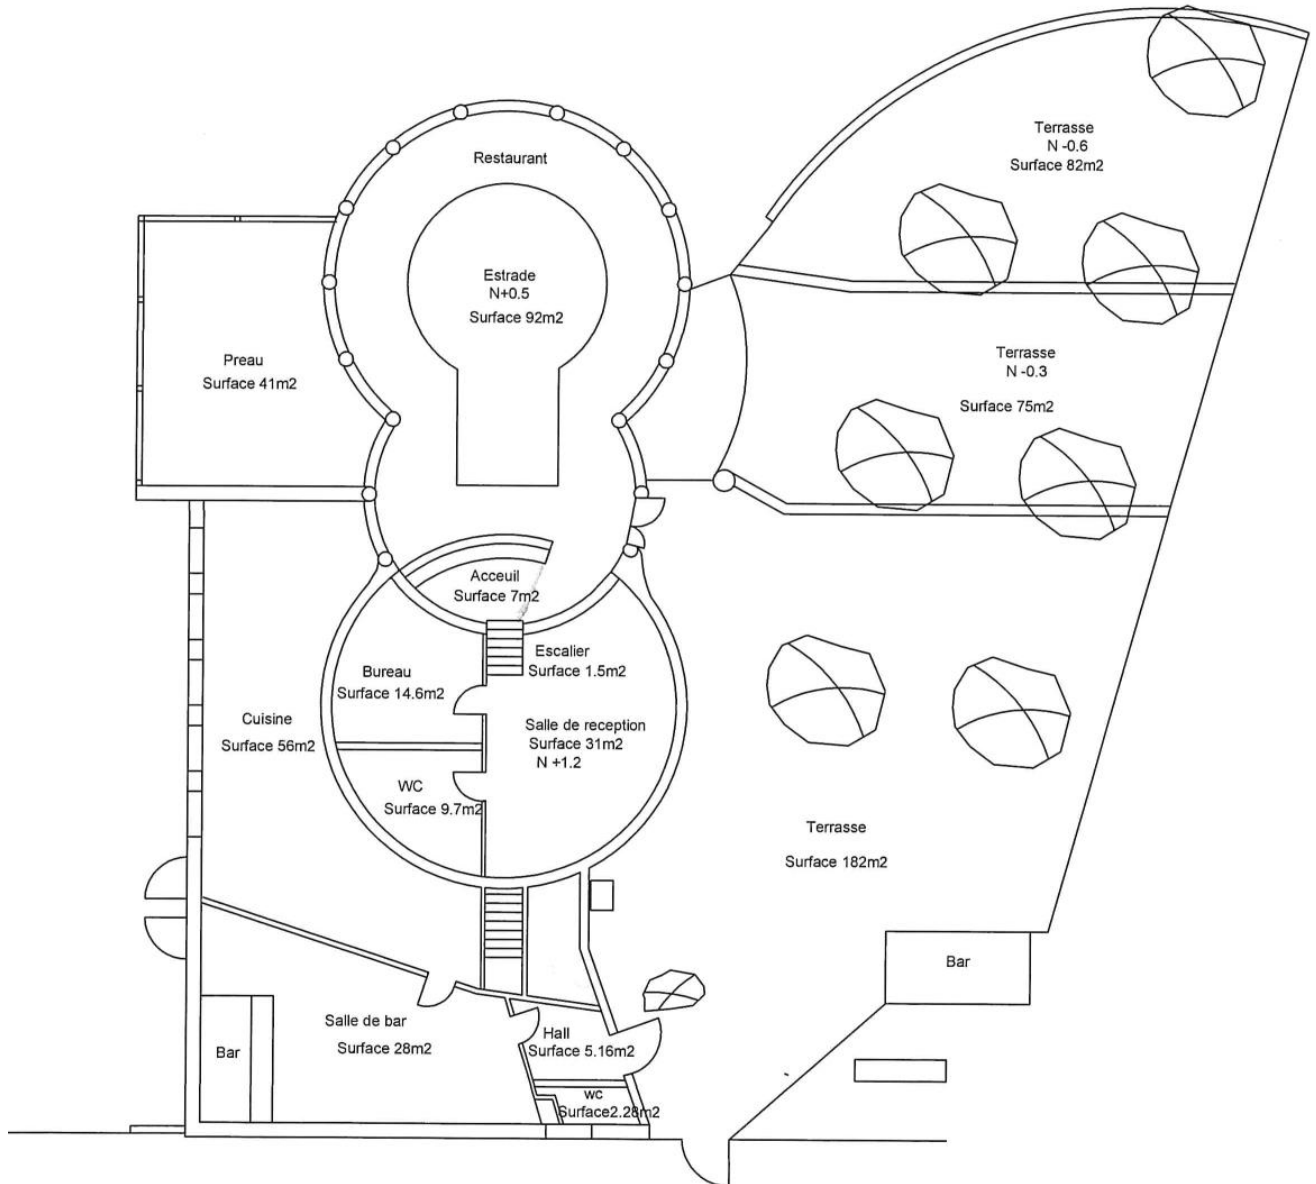 Terrasse
N -0.6
Surface 82m2
Restaurant
Estrade
N+0.5
Surface 92m2
Preau
Surface 41m2
Terrasse
N -0.3
Surface 75m2
Acceuil
Surface 7m2
Escalier
Surface 1.5m2
Bureau
Surface 14.6m2
Cuisine
Surface 56m2
Salle de reception
Surface 31m2
N +1.2
WC
Surface 9.7m2
Terrasse
Surface 182m2
Bar
Salle de bar
Surface 28m2
Bar
Hall
Surface 5.16m2
wc
Surface2.28m2